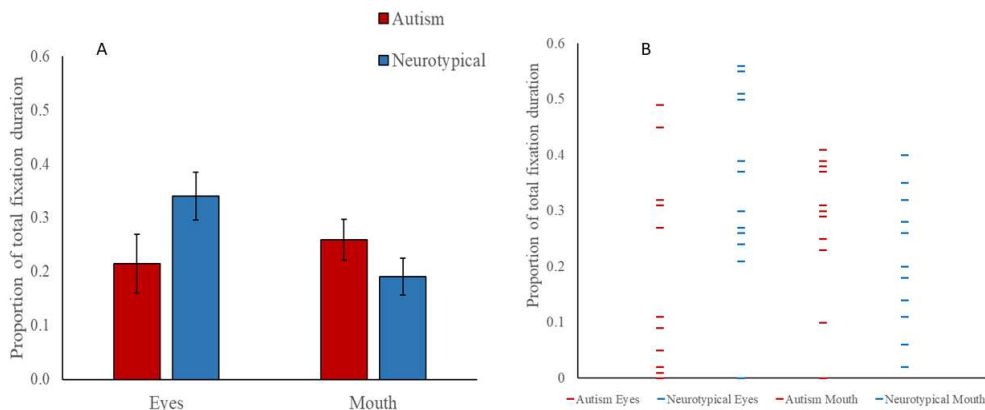 A
Autism
Neurotypical
0.6
0.5
0.4
0.3
0.2
0.1
0.0
Proportion of total fixation duration
Eyes
Mouth
B
0.6
0.5
0.4
0.3
0.2
0.1
0
Proportion of total fixation duration
Autism Eyes
Neurotypical Eyes
Autism Mouth
Neurotypical Mouth